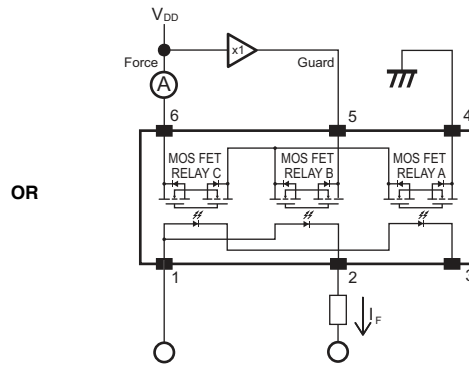 VDD
x1
Force
Guard
A
6
5
4
MOS FET
RELAY C
MOS FET
RELAY B
MOS FET
RELAY A
OR
1
2
3
IF